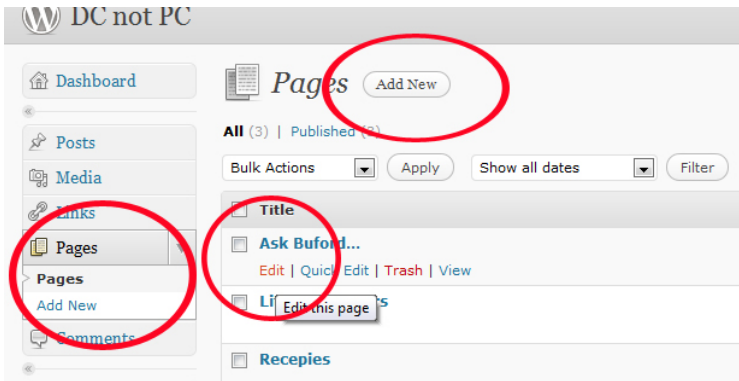 DC not PC
Dashboard
Posts
Media
Links
Pages
Pages
Add New
Comments
Pages Add New
All (3) | Published (3)
Bulk Actions Apply Show all dates Filter
Title
Ask Buford...
Edit | Quick Edit | Trash | View
Edit this page
Recepies